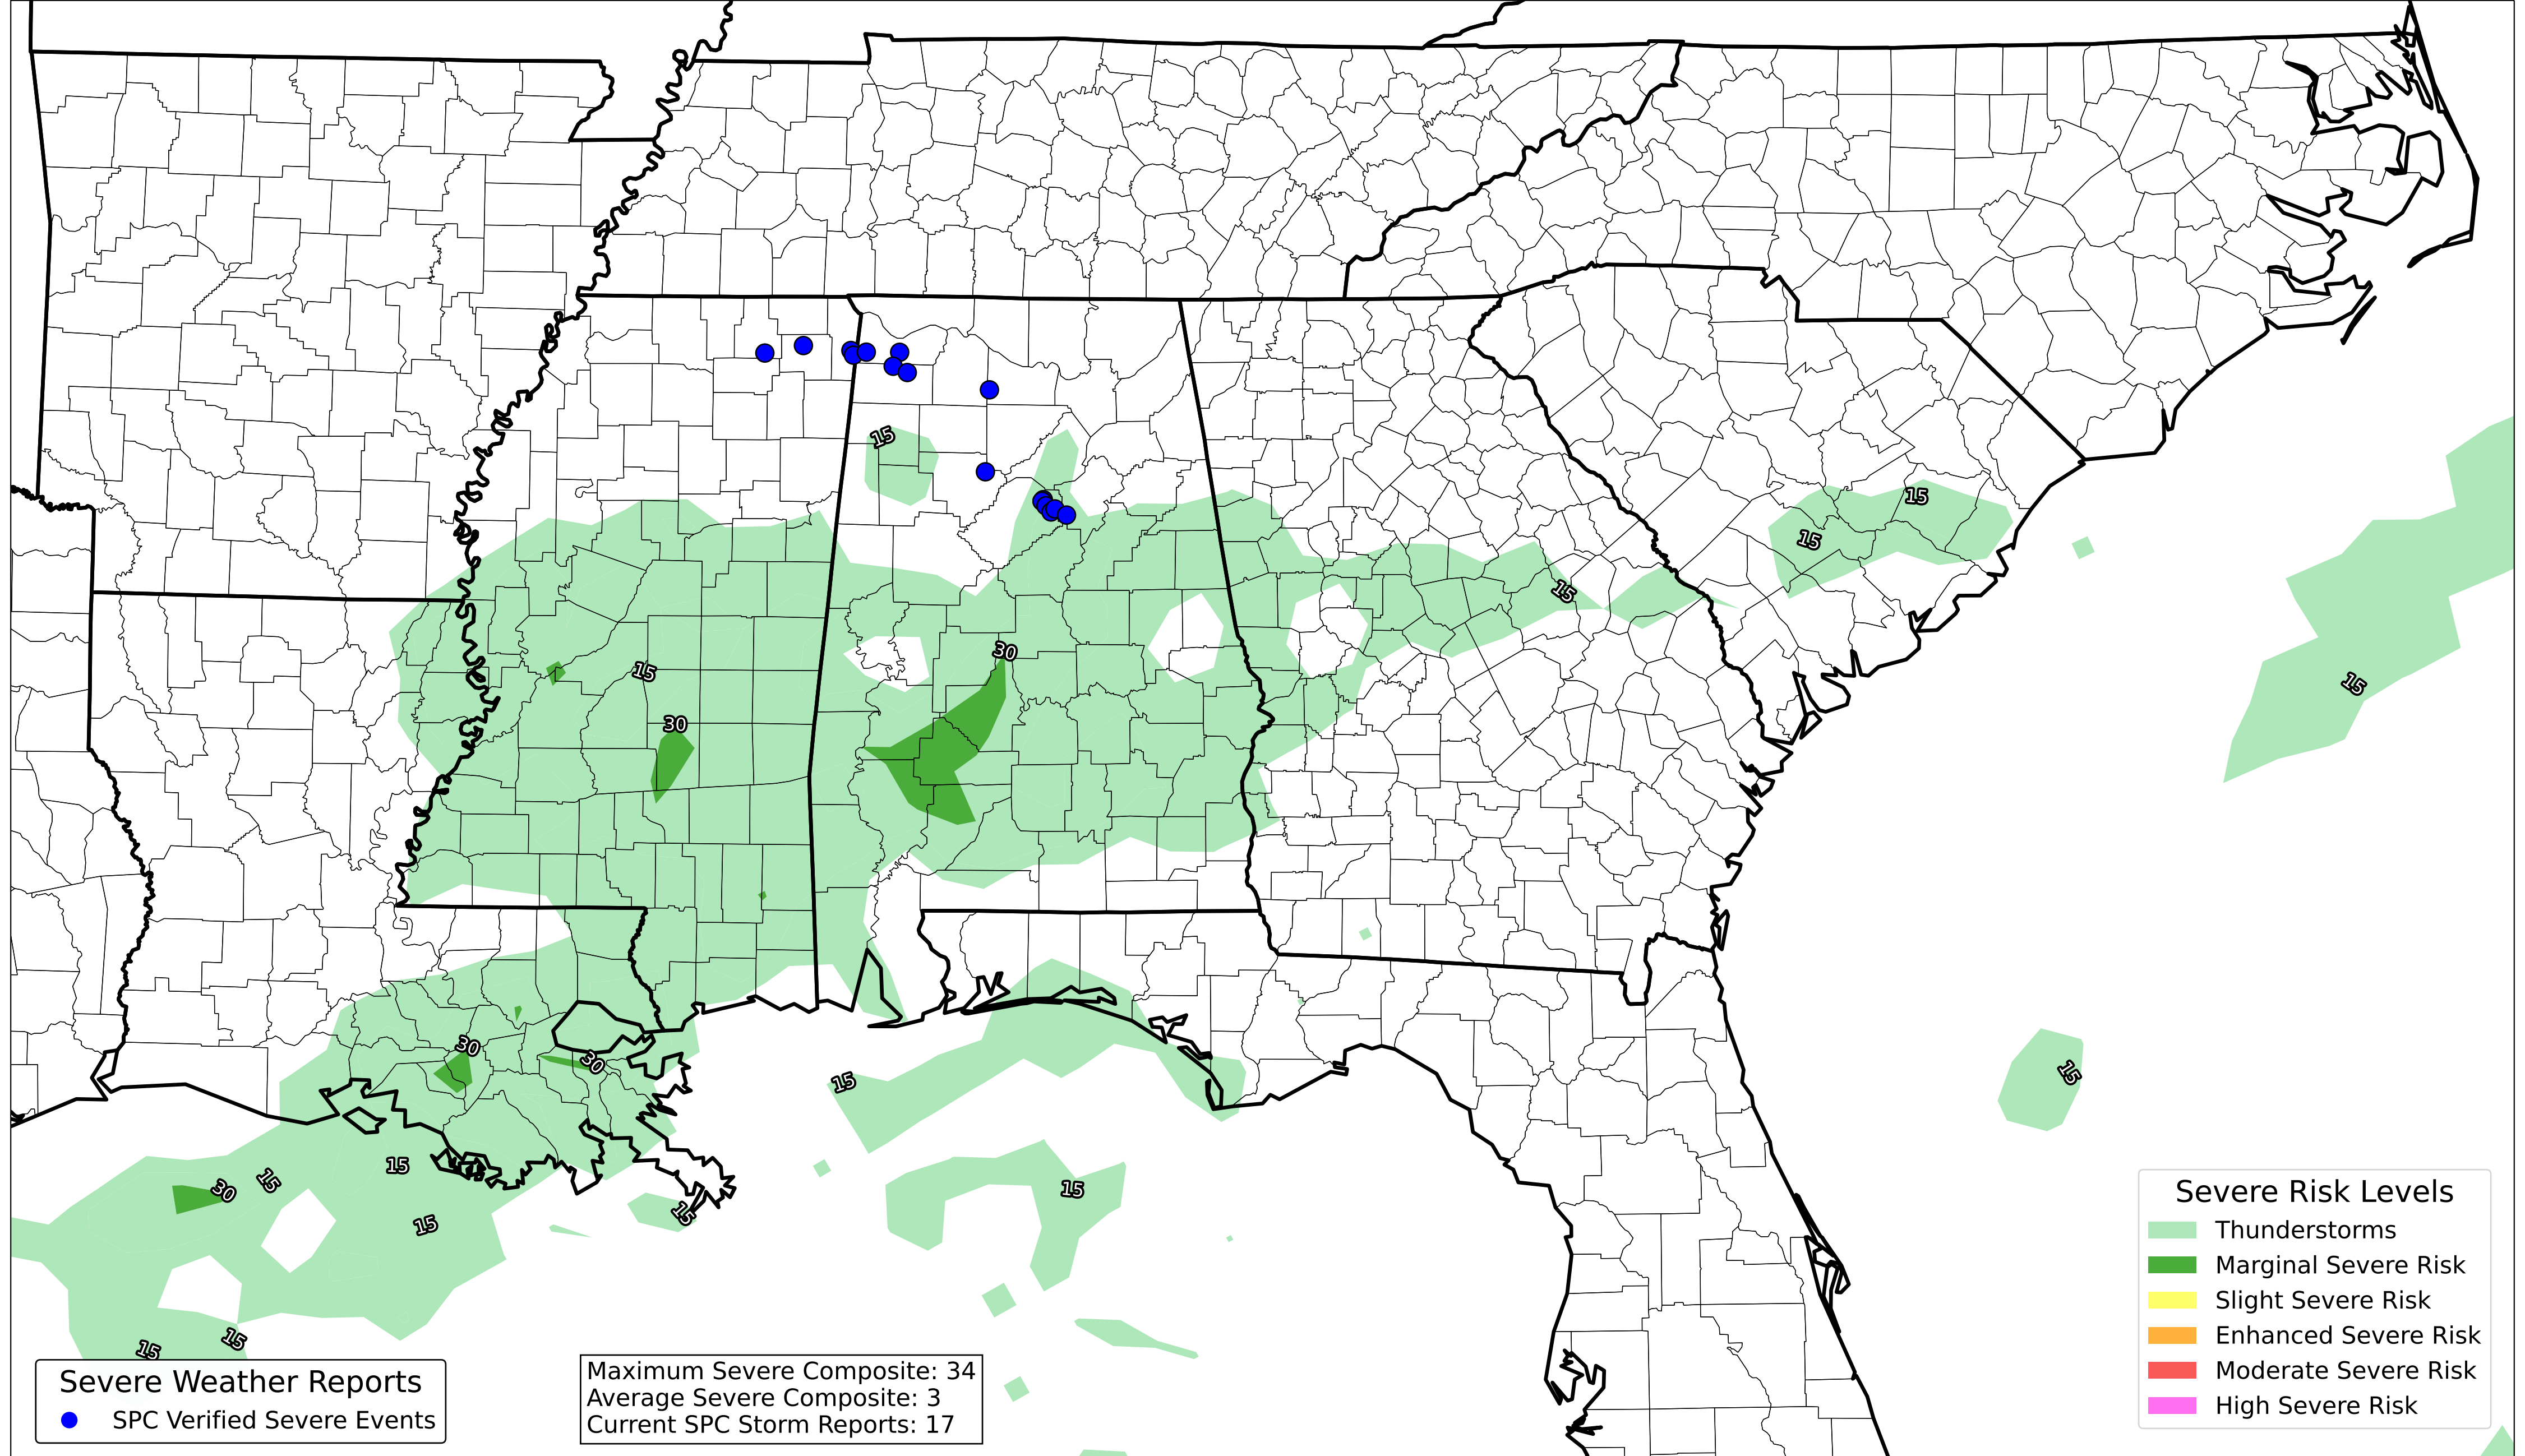 15
15
15
15
15
30
15
30
30
30
15
15
15
15
30
15
15
15
15
15
15
Severe Risk Levels
Thunderstorms
Marginal Severe Risk
Slight Severe Risk
Enhanced Severe Risk
Moderate Severe Risk
High Severe Risk
Severe Weather Reports
SPC Verified Severe Events
Maximum Severe Composite: 34
Average Severe Composite: 3
Current SPC Storm Reports: 17